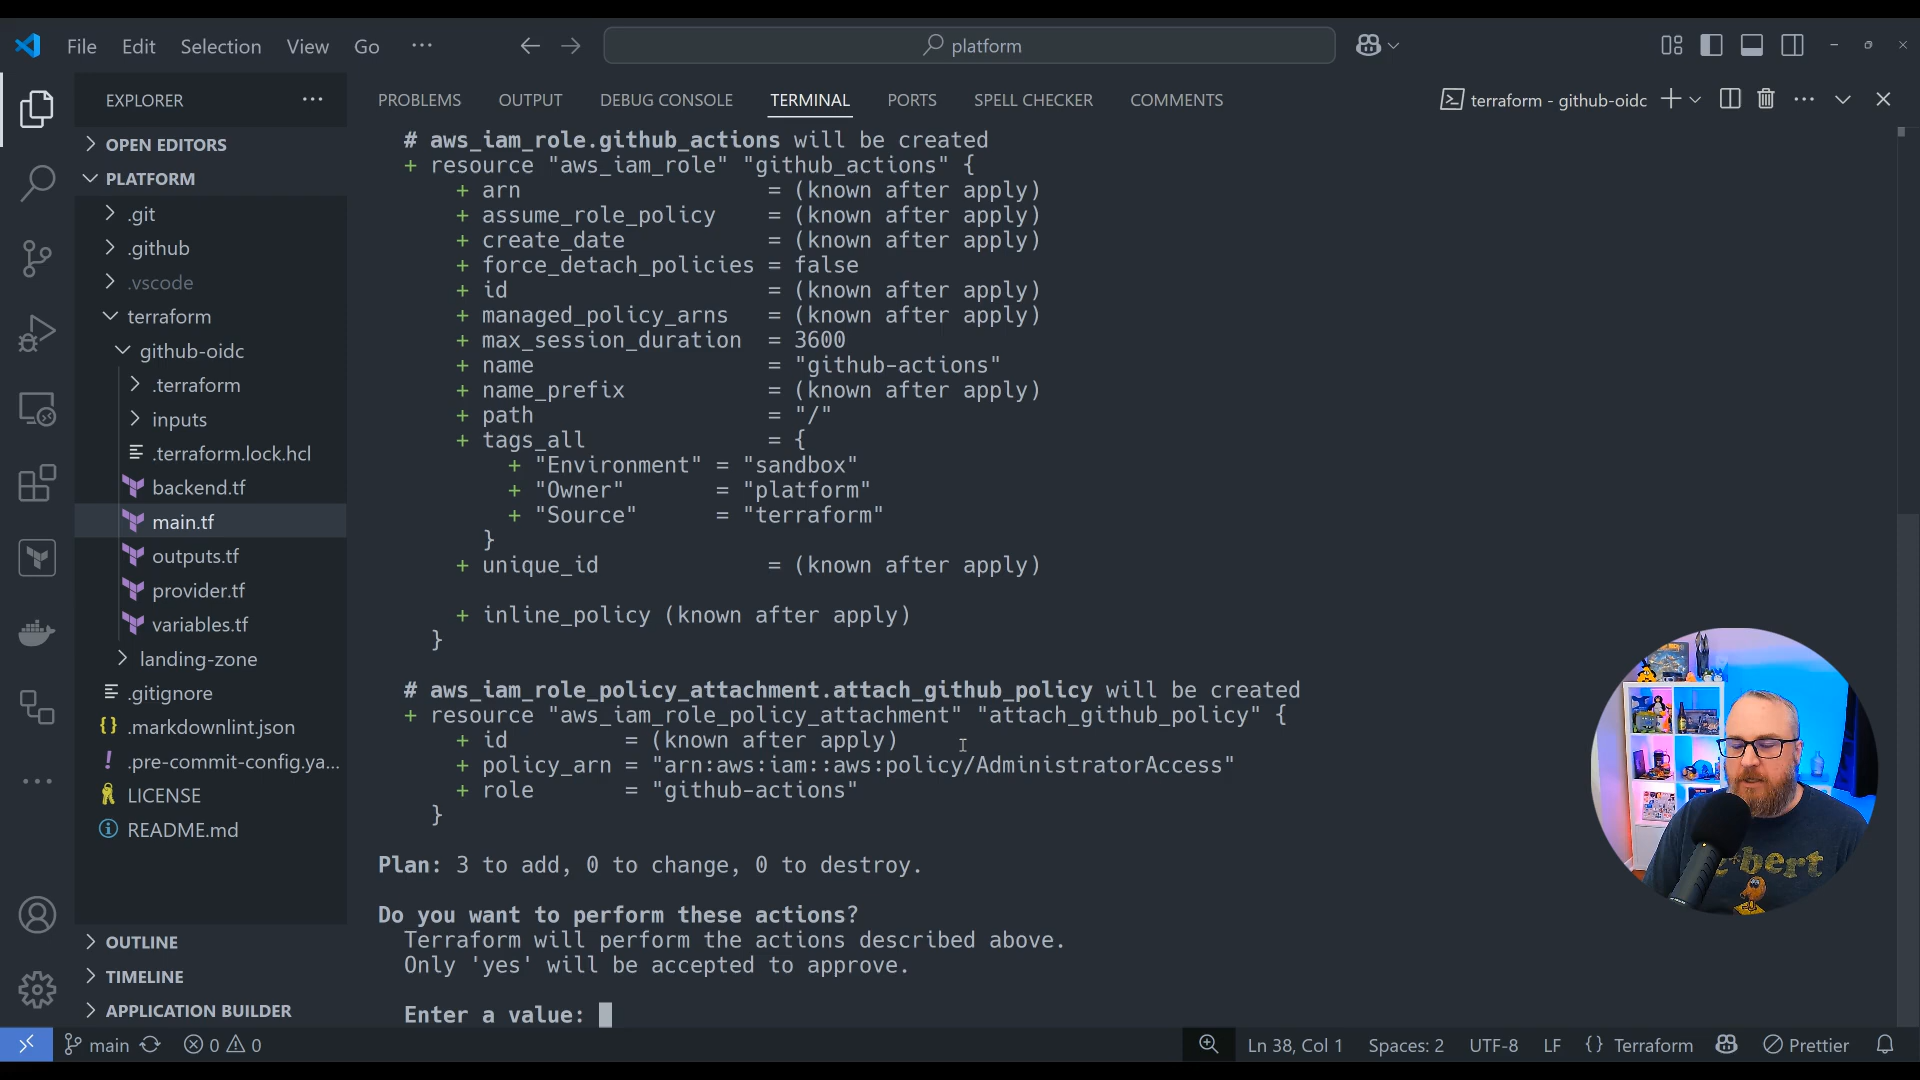 File Edit Selection View Go ···
platform
EXPLORER ···
OPEN EDITORS
PLATFORM
.git
.github
.vscode
terraform
github-oidc
.terraform
inputs
.terraform.lock.hcl
backend.tf
main.tf
outputs.tf
provider.tf
variables.tf
landing-zone
.gitignore
.markdownlint.json
.pre-commit-config.ya...
LICENSE
README.md
OUTLINE
TIMELINE
APPLICATION BUILDER
PROBLEMS OUTPUT DEBUG CONSOLE TERMINAL PORTS SPELL CHECKER COMMENTS
terraform - github-oidc
# aws_iam_role.github_actions will be created
+ resource "aws_iam_role" "github_actions" {
+ arn = (known after apply)
+ assume_role_policy = (known after apply)
+ create_date = (known after apply)
+ force_detach_policies = false
+ id = (known after apply)
+ managed_policy_arns = (known after apply)
+ max_session_duration = 3600
+ name = "github-actions"
+ name_prefix = (known after apply)
+ path = "/"
+ tags_all = {
+ "Environment" = "sandbox"
+ "Owner" = "platform"
+ "Source" = "terraform"
}
+ unique_id = (known after apply)
+ inline_policy (known after apply)
}
# aws_iam_role_policy_attachment.attach_github_policy will be created
+ resource "aws_iam_role_policy_attachment" "attach_github_policy" {
+ id = (known after apply)
+ policy_arn = "arn:aws:iam::aws:policy/AdministratorAccess"
+ role = "github-actions"
}
Plan: 3 to add, 0 to change, 0 to destroy.
Do you want to perform these actions?
Terraform will perform the actions described above.
Only 'yes' will be accepted to approve.
Enter a value:
main 0 0 Ln 38, Col 1 Spaces: 2 UTF-8 LF {} Terraform Prettier